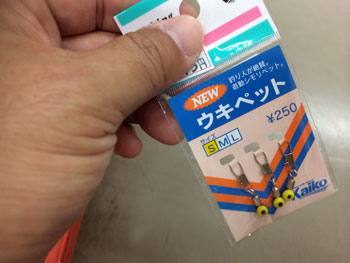 釣り人が絶賛。
遊動シモリペット。
NEW
ウキペット
¥250
サイズ
S M L
Kaiko